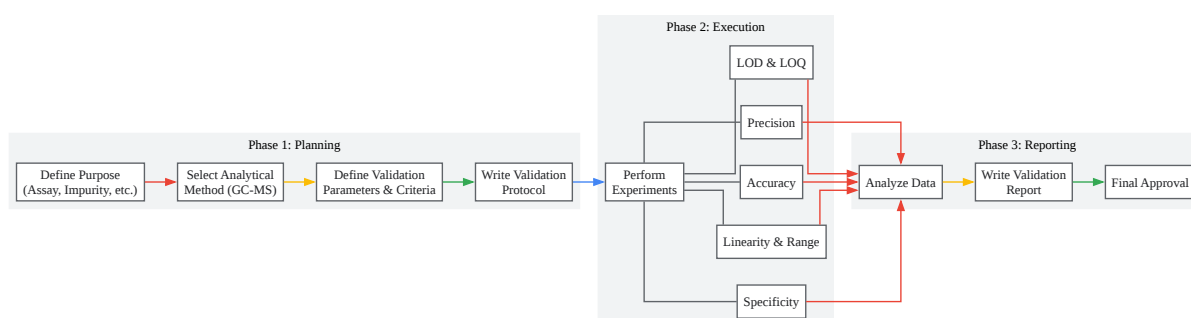 Phase 1: Planning
Define Purpose
(Assay, Impurity, etc.)
Select Analytical
Method (GC-MS)
Define Validation
Parameters & Criteria
Write Validation
Protocol
Phase 2: Execution
Perform
Experiments
LOD & LOQ
Precision
Accuracy
Linearity & Range
Specificity
Phase 3: Reporting
Analyze Data
Write Validation
Report
Final Approval